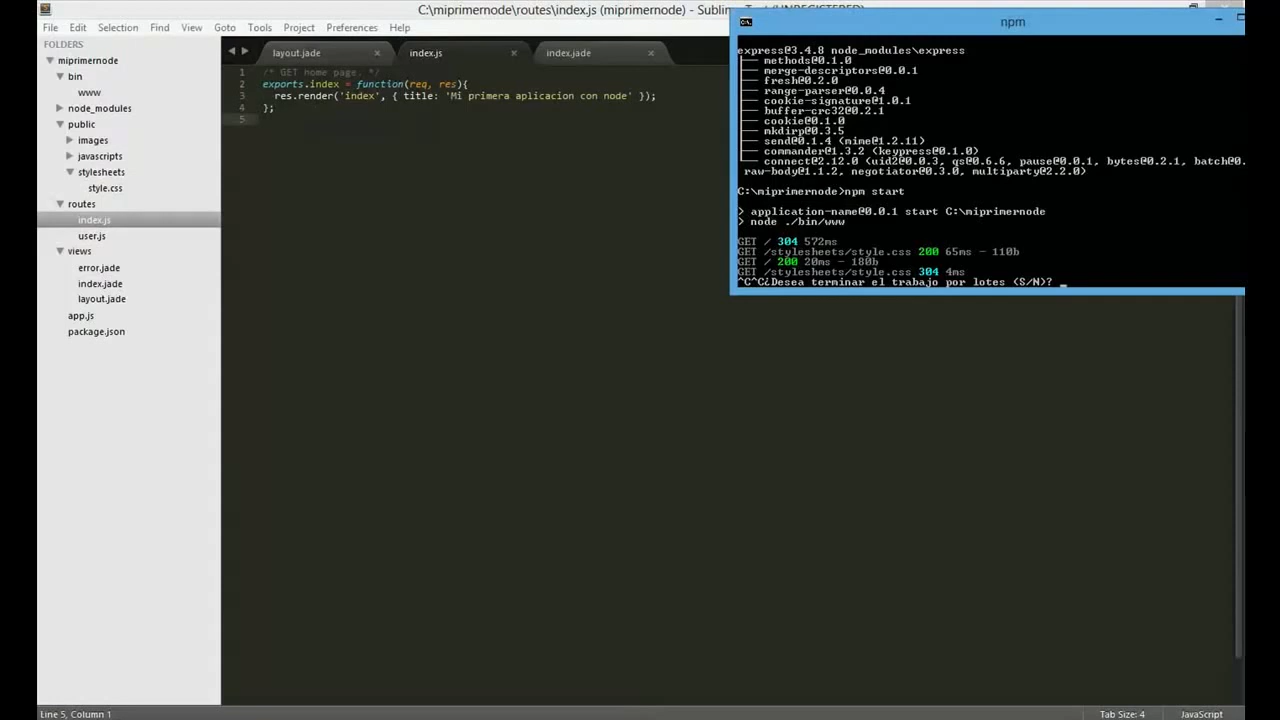 C:\miprimernode\routes\index.js (miprimernode) - Sublime Text (UNREGISTERED)
File Edit Selection Find View Goto Tools Project Preferences Help
FOLDERS
miprimernode
bin
www
node_modules
public
images
javascripts
stylesheets
style.css
routes
index.js
user.js
views
error.jade
index.jade
layout.jade
app.js
package.json
layout.jade index.js index.jade
1 /* GET home page. */
2 exports.index = function(req, res){
3 res.render('index', { title: 'Mi primera aplicacion con node' });
4 };
5
npm
express@3.4.8 node_modules\express
methods@0.1.0
merge-descriptors@0.0.1
fresh@0.2.0
range-parser@0.0.4
cookie-signature@1.0.1
buffer-crc32@0.2.1
cookie@0.1.0
mkdirp@0.3.5
send@0.1.4 (mime@1.2.11)
commander@1.3.2 (keypress@0.1.0)
connect@2.12.0 (uid2@0.0.3, qs@0.6.6, pause@0.0.1, bytes@0.2.1, batch@0.
raw-body@1.1.2, negotiator@0.3.0, multiparty@2.2.0)
C:\miprimernode>npm start
> application-name@0.0.1 start C:\miprimernode
> node ./bin/www
GET / 304 572ms
GET /stylesheets/style.css 200 65ms - 110b
GET / 200 20ms - 180b
GET /stylesheets/style.css 304 4ms
^C^C¿Desea terminar el trabajo por lotes (S/N)? _
Line 5, Column 1
Tab Size: 4
JavaScript